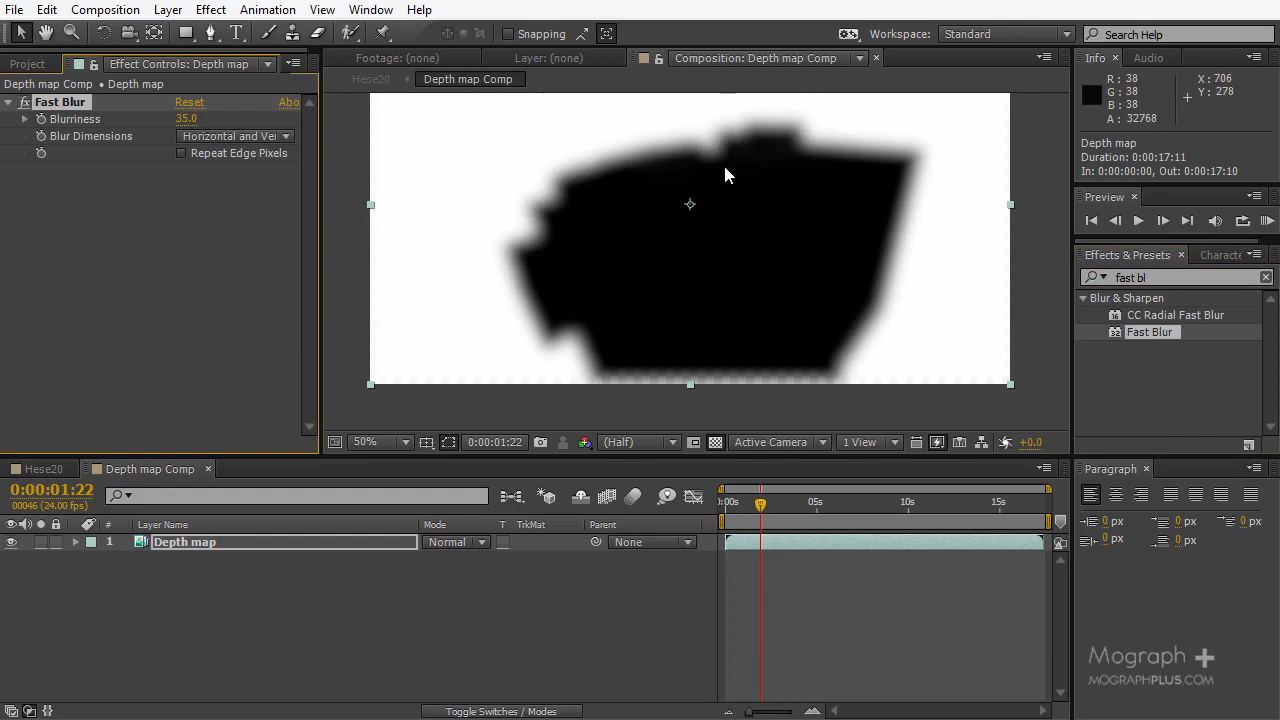 File Edit Composition Layer Effect Animation View Window Help
Snapping Workspace: Standard Search Help
Project Effect Controls: Depth map Footage: (none) Layer: (none) Composition: Depth map Comp Info Audio
Depth map Comp • Depth map Hese20 Depth map Comp
fx Fast Blur Reset Abo
Blurriness 35.0
Blur Dimensions Horizontal and Ver
Repeat Edge Pixels
R: 38 X: 706
G: 38 Y: 278
B: 38
A: 32768
Depth map
Duration: 0:00:17:11
In: 0:00:00:00, Out: 0:00:17:10
Preview
Effects & Presets Characte
fast bl
Blur & Sharpen
16 CC Radial Fast Blur
32 Fast Blur
50% 0:00:01:22 (Half) Active Camera 1 View +0.0
Hese20 Depth map Comp Paragraph
0:00:01:22
00046 (24.00 fps)
0:00s 05s 10s 15s
# Layer Name Mode T TrkMat Parent
1 Depth map Normal None
0 px 0 px 0 px
0 px 0 px
Toggle Switches / Modes
Mograph +
MOGRAPHPLUS.COM